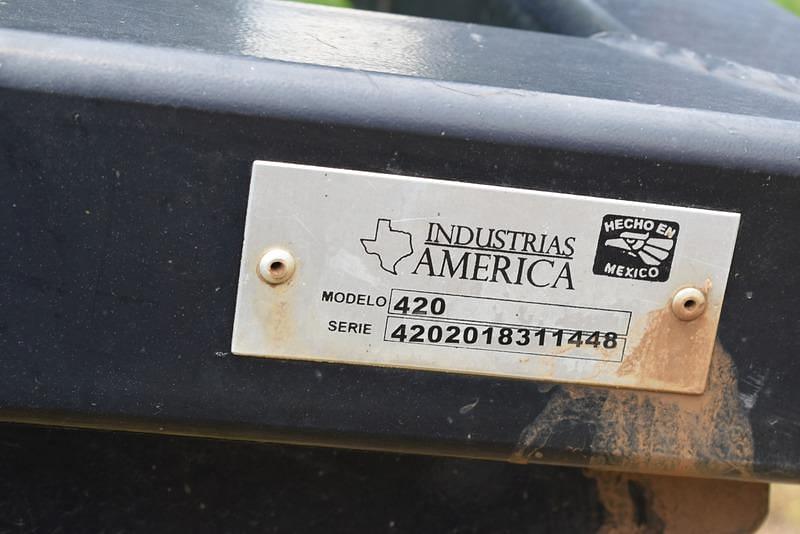 INDUSTRIAS
AMERICA
HECHO EN
MEXICO
MODELO 420
SERIE 4202018311448